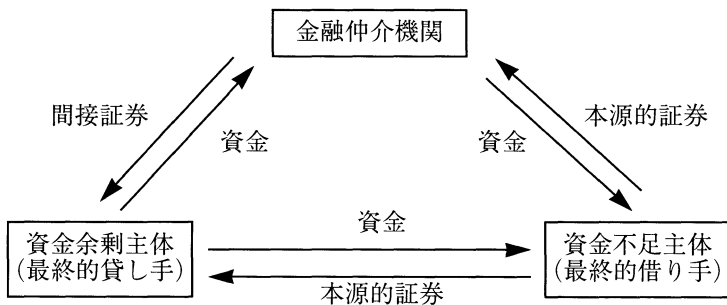 金融仲介機関
間接証券
資金
資金
本源的証券
資金余剰主体
(最終的貸し手)
資金
本源的証券
資金不足主体
(最終的借り手)